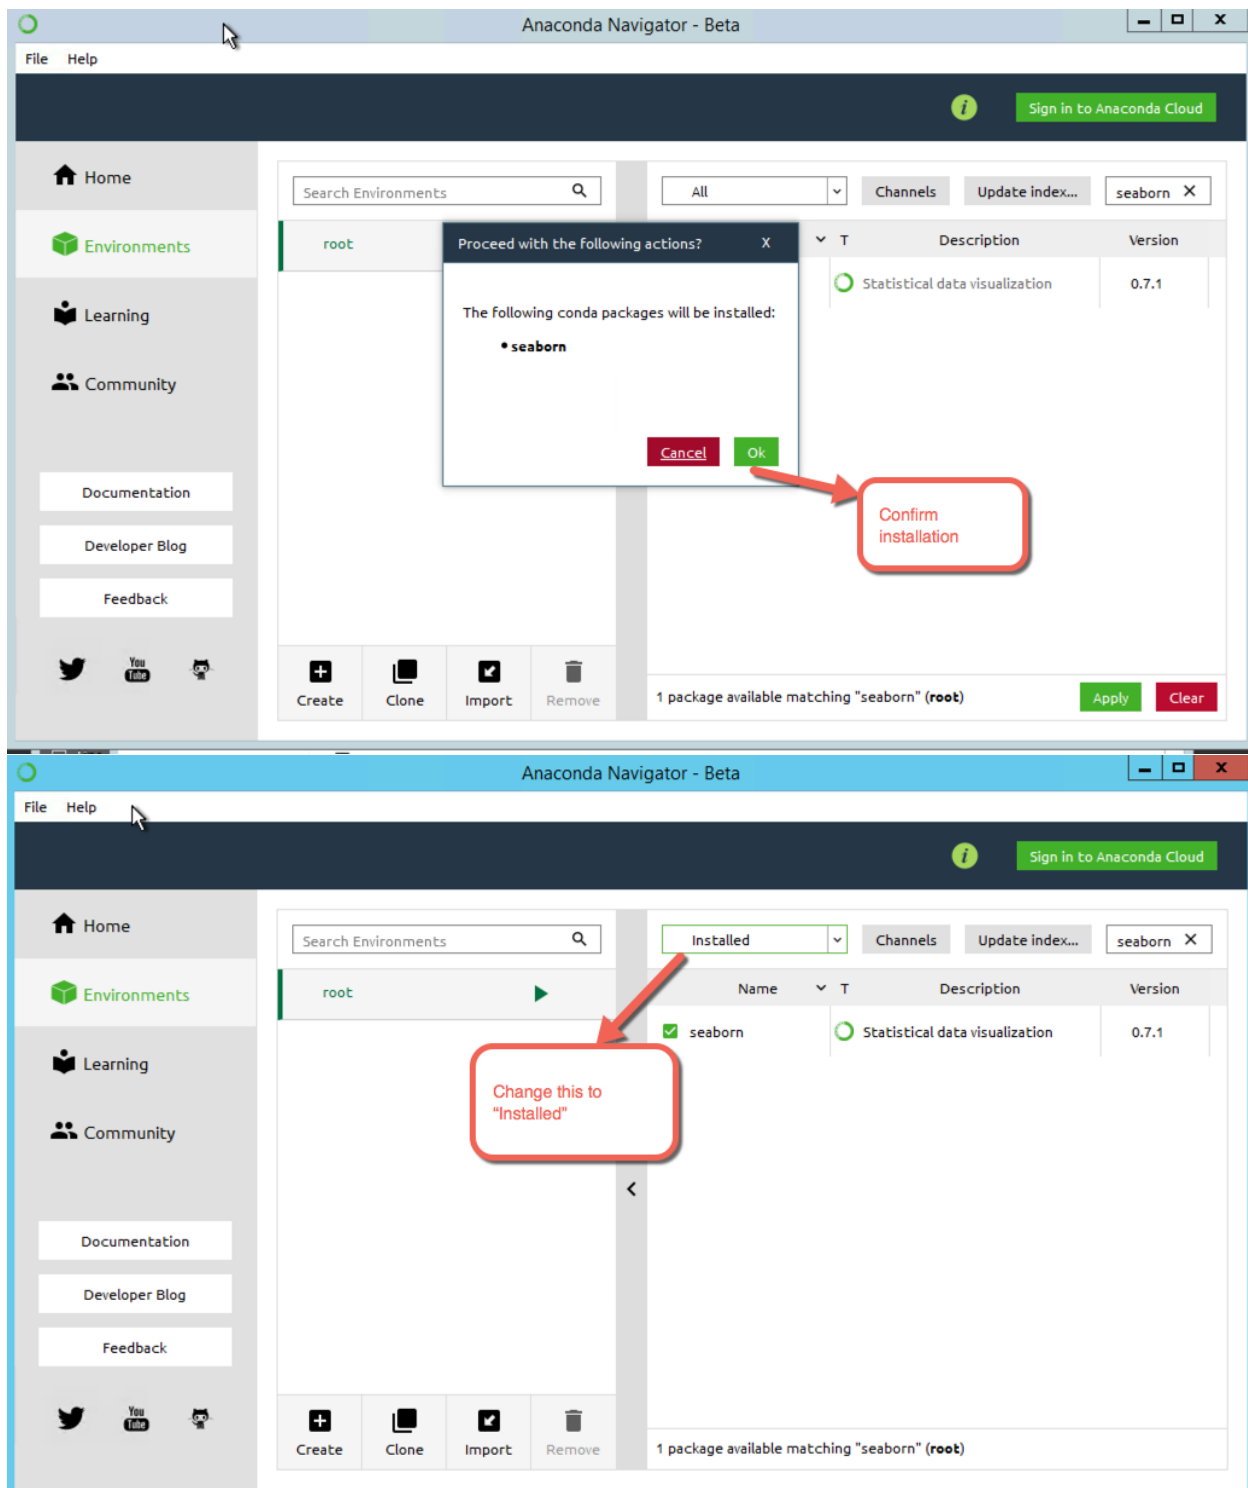 Anaconda Navigator - Beta
File Help
i Sign in to Anaconda Cloud
Home
Environments
Learning
Community
Documentation
Developer Blog
Feedback
You
Tube
Search Environments
root
Proceed with the following actions? X
The following conda packages will be installed:
• seaborn
Cancel Ok
All Channels Update index... seaborn
T Description Version
Statistical data visualization 0.7.1
Confirm
installation
Create Clone Import Remove
1 package available matching "seaborn" (root) Apply Clear
Anaconda Navigator - Beta
File Help
i Sign in to Anaconda Cloud
Home
Environments
Learning
Community
Documentation
Developer Blog
Feedback
You
Tube
Search Environments
root
Installed Channels Update index... seaborn
Name T Description Version
seaborn Statistical data visualization 0.7.1
Change this to
“Installed”
Create Clone Import Remove
1 package available matching "seaborn" (root)